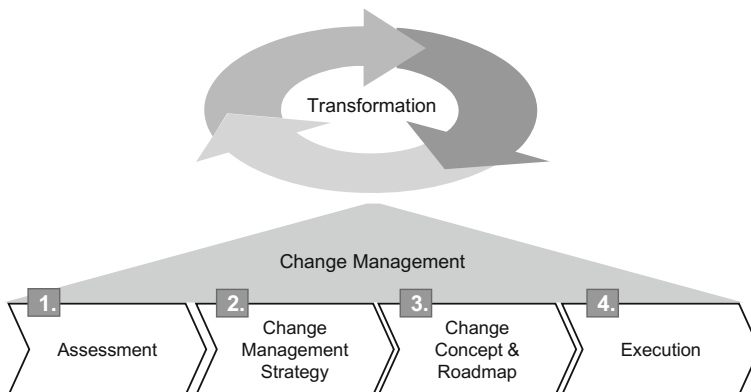 Transformation
Change Management
1.
Assessment
2.
Change
Management
Strategy
3.
Change
Concept &
Roadmap
4.
Execution